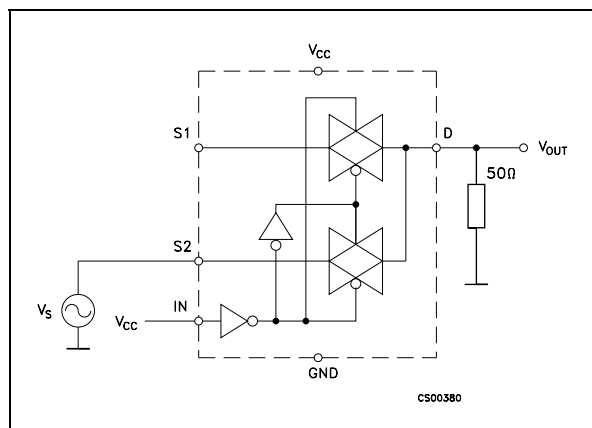 VCC
S1
D
VOUT
50Ω
S2
VS
VCC
IN
GND
CS00380